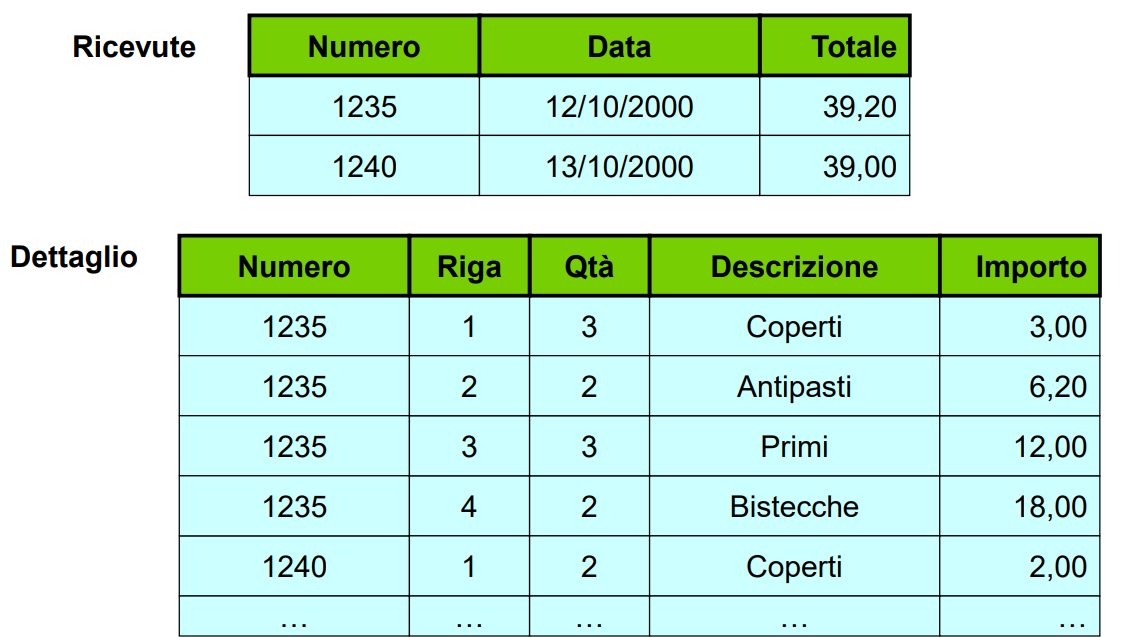 Ricevute Numero Data Totale
1235 12/10/2000 39,20
1240 13/10/2000 39,00
Dettaglio Numero Riga Qtà Descrizione Importo
1235 1 3 Coperti 3,00
1235 2 2 Antipasti 6,20
1235 3 3 Primi 12,00
1235 4 2 Bistecche 18,00
1240 1 2 Coperti 2,00
… … … … …